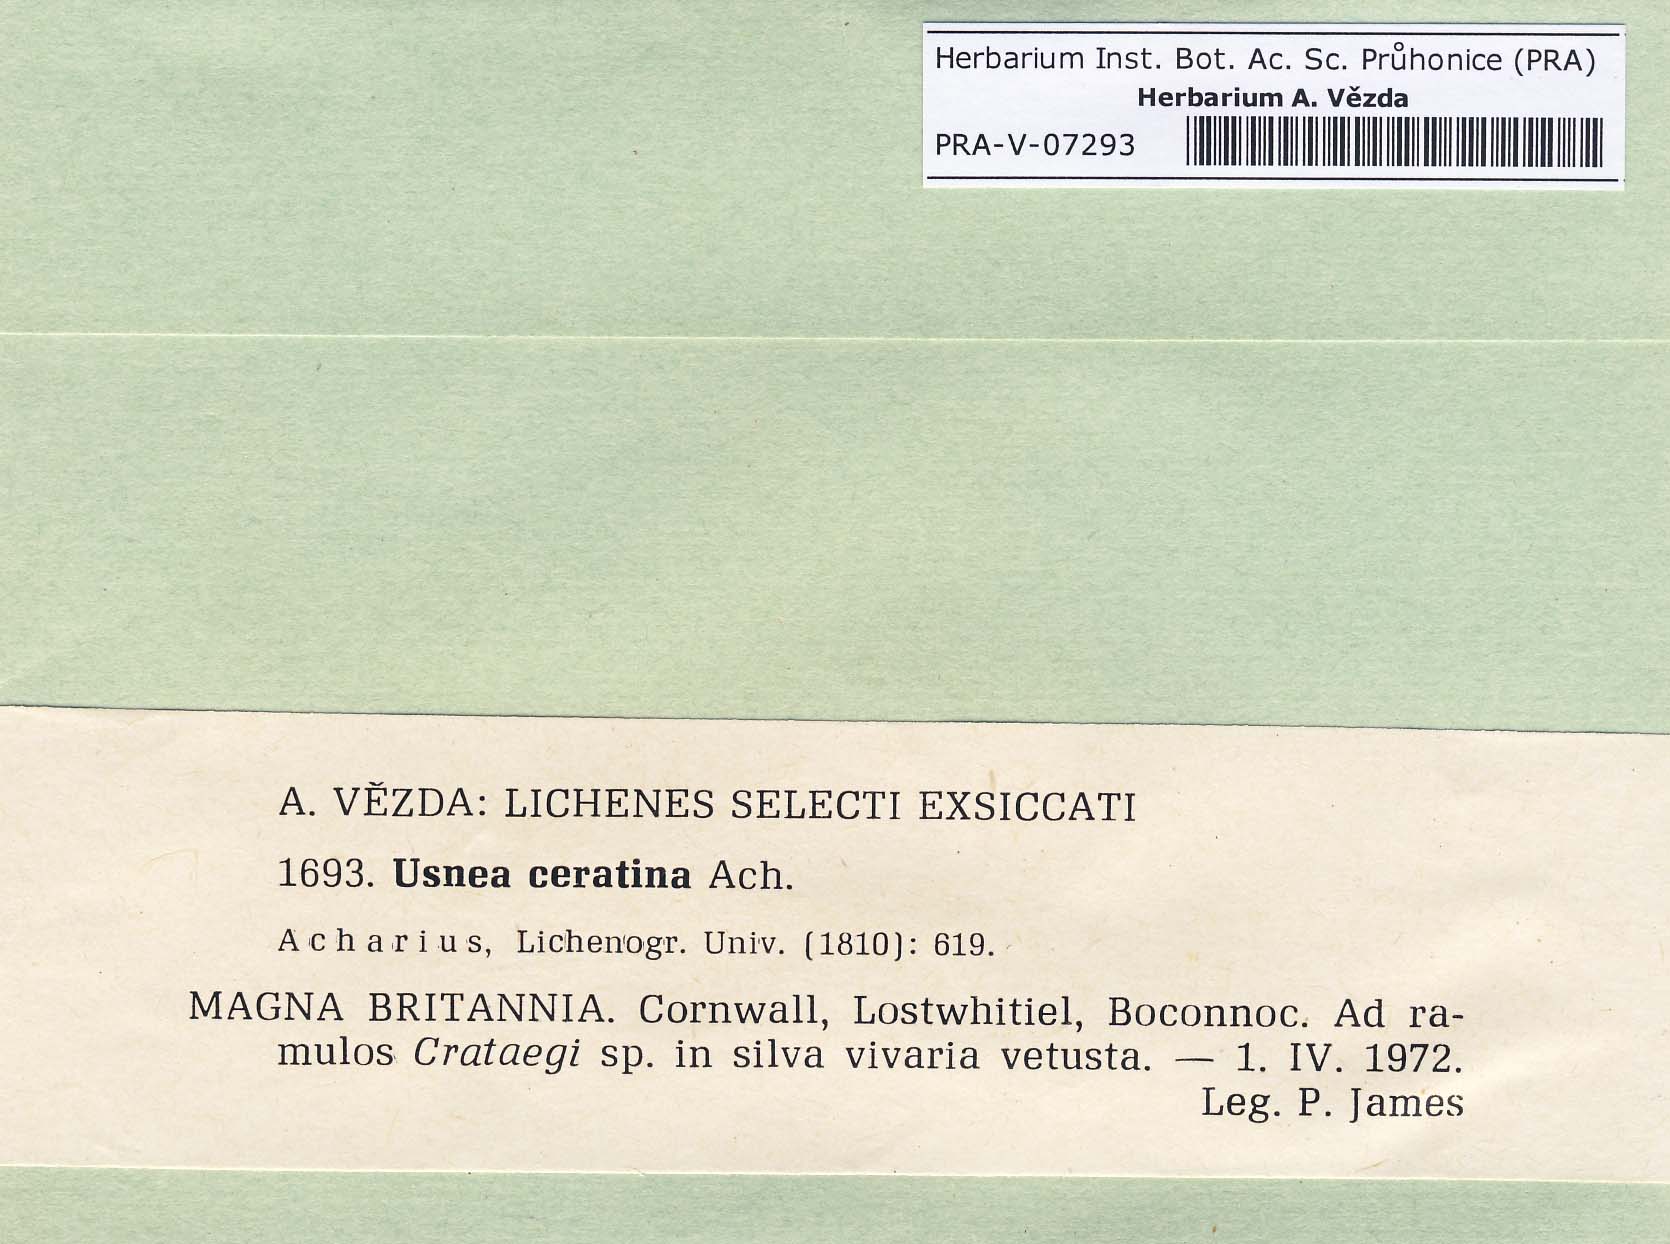 Herbarium Inst. Bot. Ac. Sc. Průhonice (PRA)
Herbarium A. Vězda
PRA-V-07293
A. VĚZDA: LICHENES SELECTI EXSICCATI
1693. Usnea ceratina Ach.
Acharius, Lichenogr. Univ. (1810): 619.
MAGNA BRITANNIA. Cornwall, Lostwhitiel, Boconnoc. Ad ra-
mulos Crataegi sp. in silva vivaria vetusta. — 1. IV. 1972.
Leg. P. James